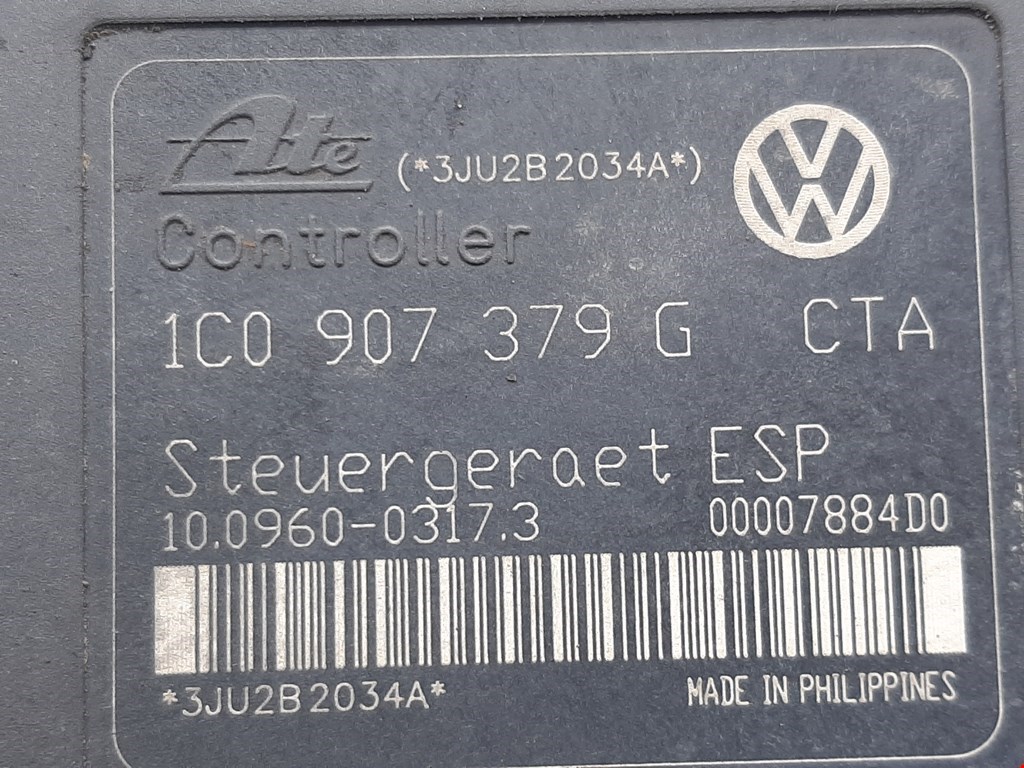 Ate (*3JU2B2034A*)
Controller
1C0 907 379 G CTA
Steuergeraet ESP
10.0960-0317.3 00007884D0
*3JU2B2034A* MADE IN PHILIPPINES